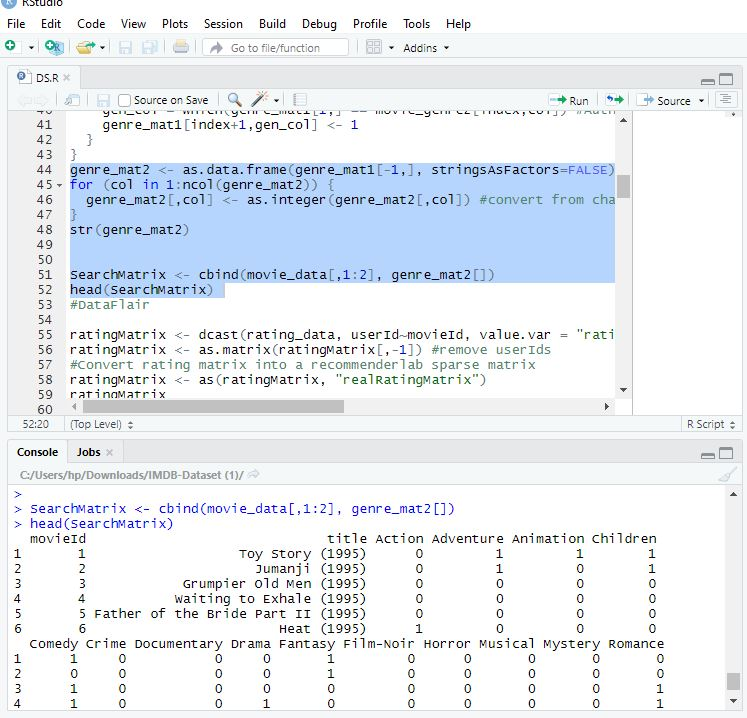 RStudio
File Edit Code View Plots Session Build Debug Profile Tools Help
Go to file/function Addins
DS.R
Source on Save Run Source
41 genre_mat1[index+1,gen_col] <- 1
42 }
43 }
44 genre_mat2 <- as.data.frame(genre_mat1[-1,], stringsAsFactors=FALSE)
45 for (col in 1:ncol(genre_mat2)) {
46 genre_mat2[,col] <- as.integer(genre_mat2[,col]) #convert from cha
47 }
48 str(genre_mat2)
49
50
51 SearchMatrix <- cbind(movie_data[,1:2], genre_mat2[])
52 head(SearchMatrix)
53 #DataFlair
54
55 ratingMatrix <- dcast(rating_data, userId~movieId, value.var = "rati
56 ratingMatrix <- as.matrix(ratingMatrix[,-1]) #remove userIds
57 #Convert rating matrix into a recommenderlab sparse matrix
58 ratingMatrix <- as(ratingMatrix, "realRatingMatrix")
59 ratingMatrix
60
52:20 (Top Level) R Script
Console Jobs
C:/Users/hp/Downloads/IMDB-Dataset (1)/
>
> SearchMatrix <- cbind(movie_data[,1:2], genre_mat2[])
> head(SearchMatrix)
movieId title Action Adventure Animation Children
1 1 Toy Story (1995) 0 1 1 1
2 2 Jumanji (1995) 0 1 0 1
3 3 Grumpier Old Men (1995) 0 0 0 0
4 4 Waiting to Exhale (1995) 0 0 0 0
5 5 Father of the Bride Part II (1995) 0 0 0 0
6 6 Heat (1995) 1 0 0 0
Comedy Crime Documentary Drama Fantasy Film-Noir Horror Musical Mystery Romance
1 1 0 0 0 1 0 0 0 0 0
2 0 0 0 0 1 0 0 0 0 0
3 1 0 0 0 0 0 0 0 0 1
4 1 0 0 1 0 0 0 0 0 1